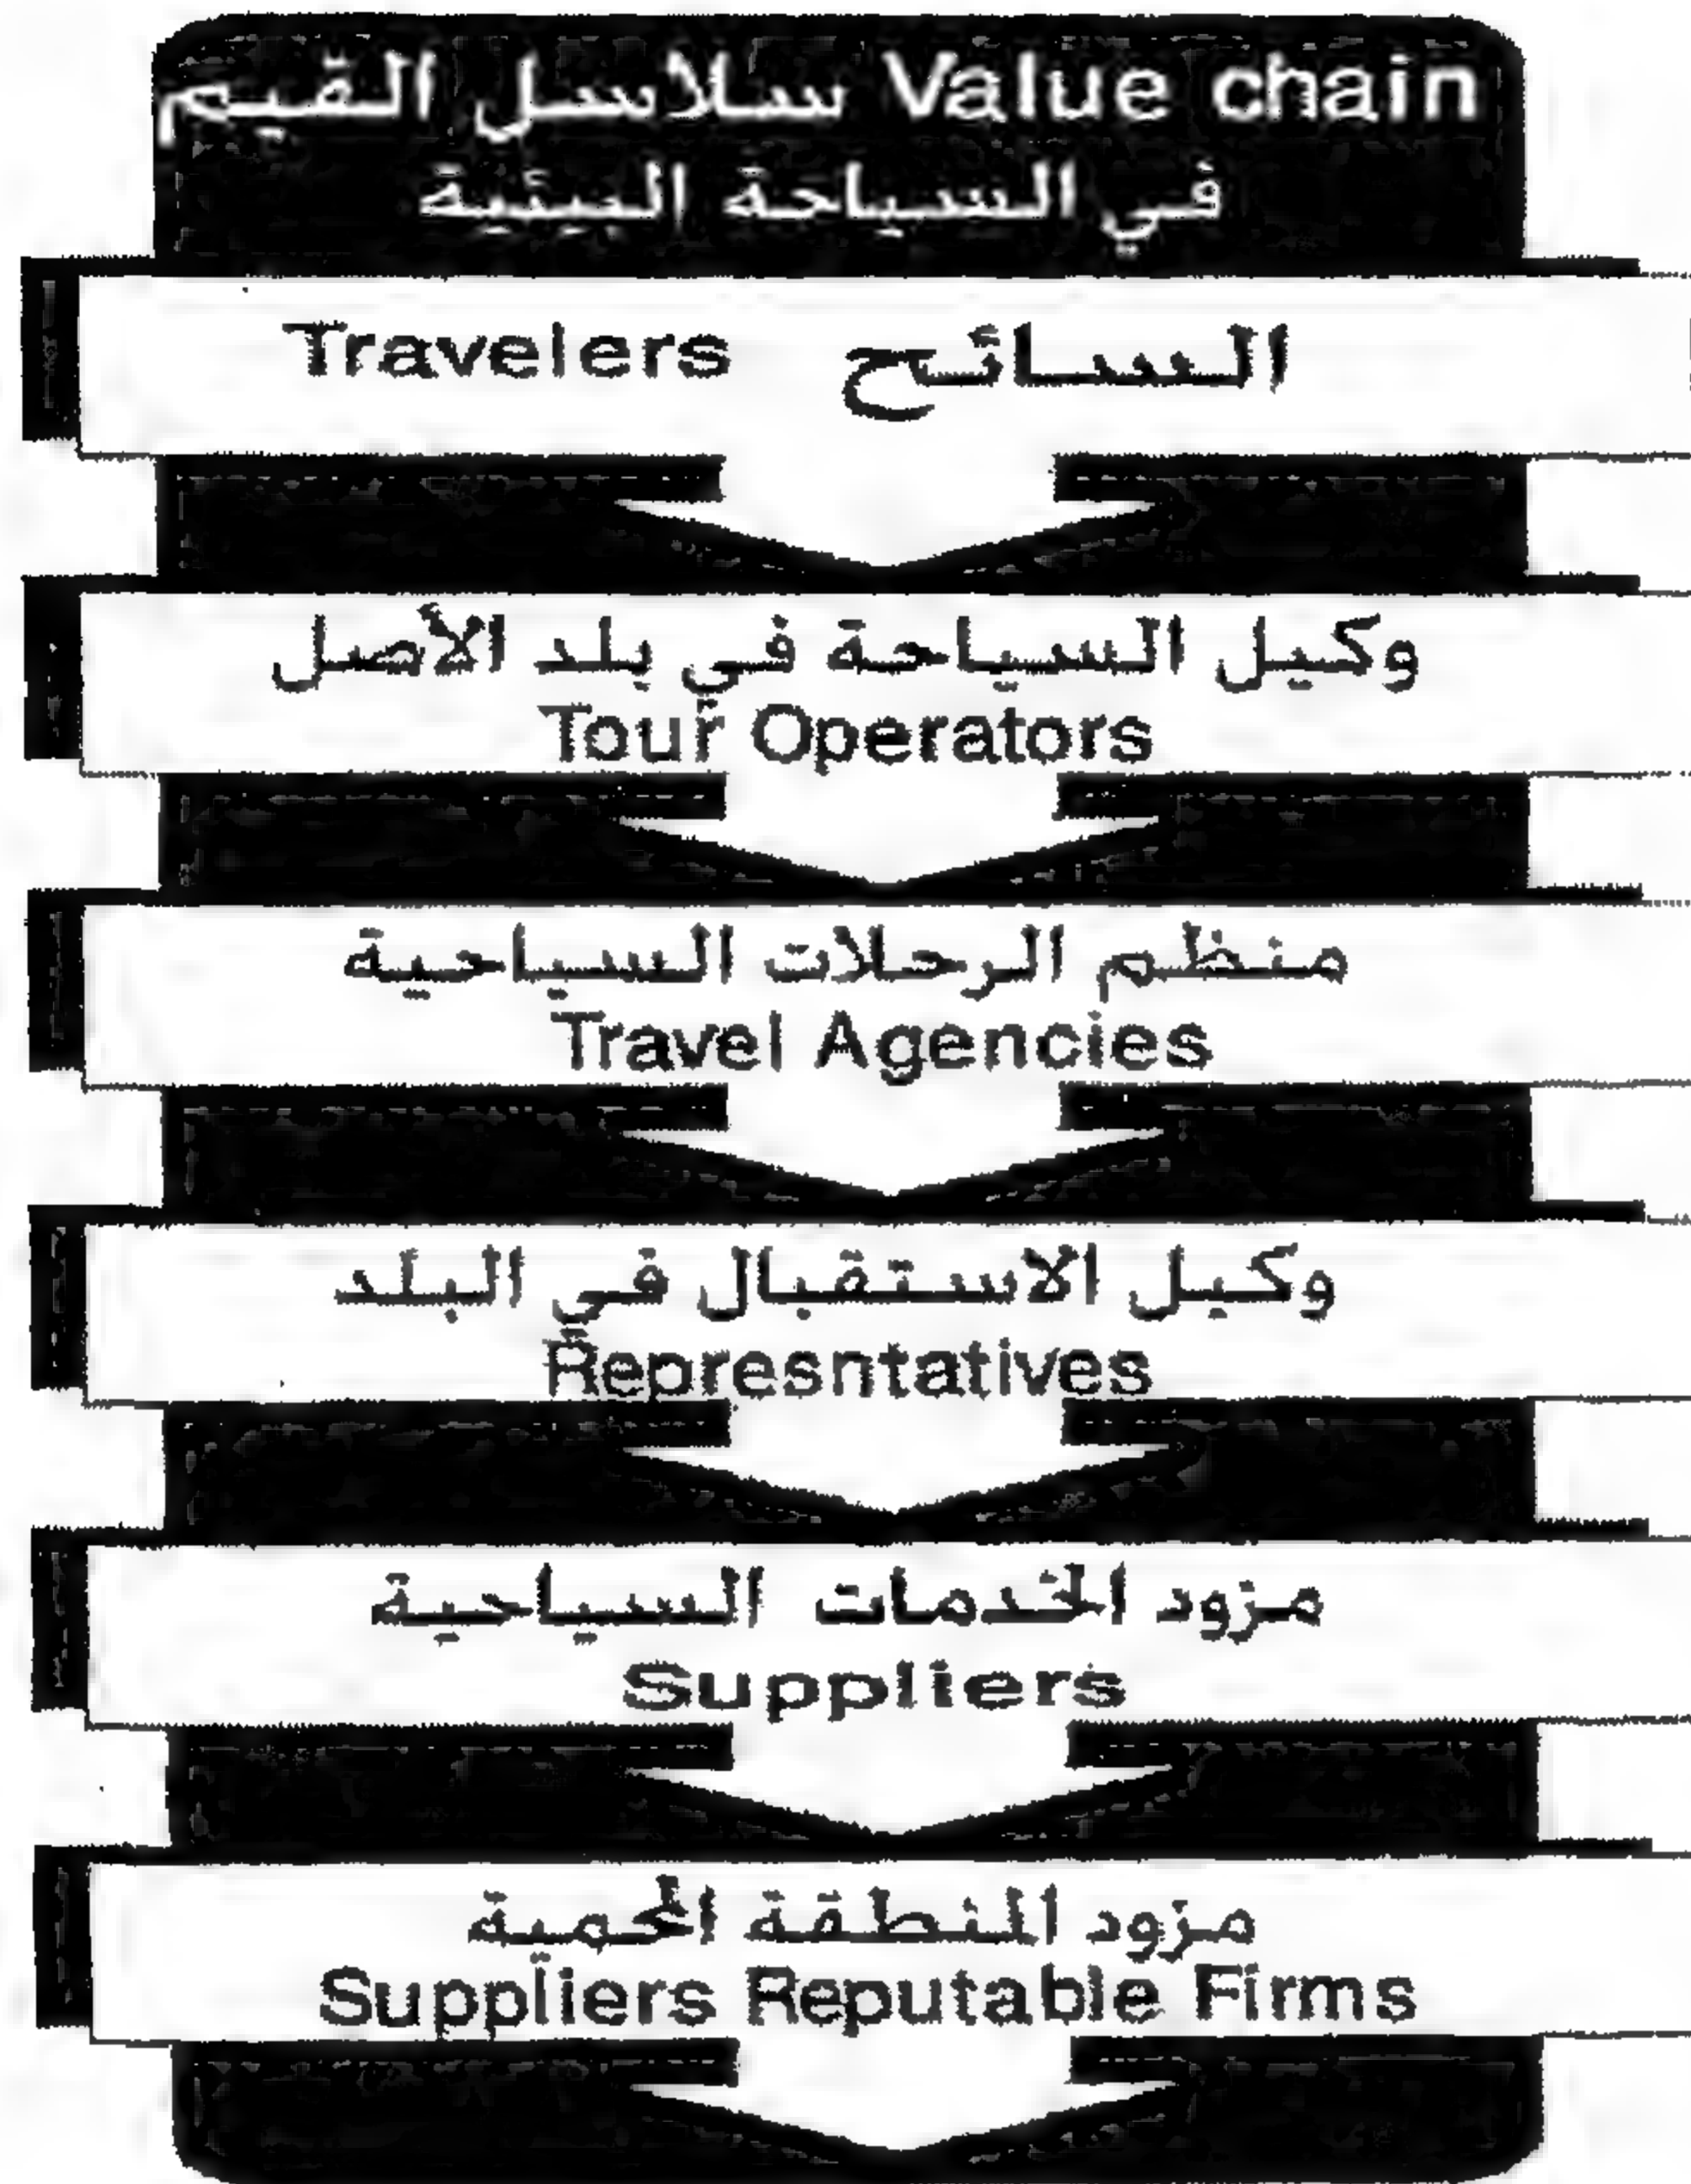 سلاسل القيم Value chain
في السياحة البيئية
Travelers السائح
وكيل السياحة في بلد الأصل
Tour Operators
منظم الرحلات السياحية
Travel Agencies
وكيل الاستقبال في البلد
Represntatives
مزود الخدمات السياحية
Suppliers
مزود المنطقة المحمية
Suppliers Reputable Firms